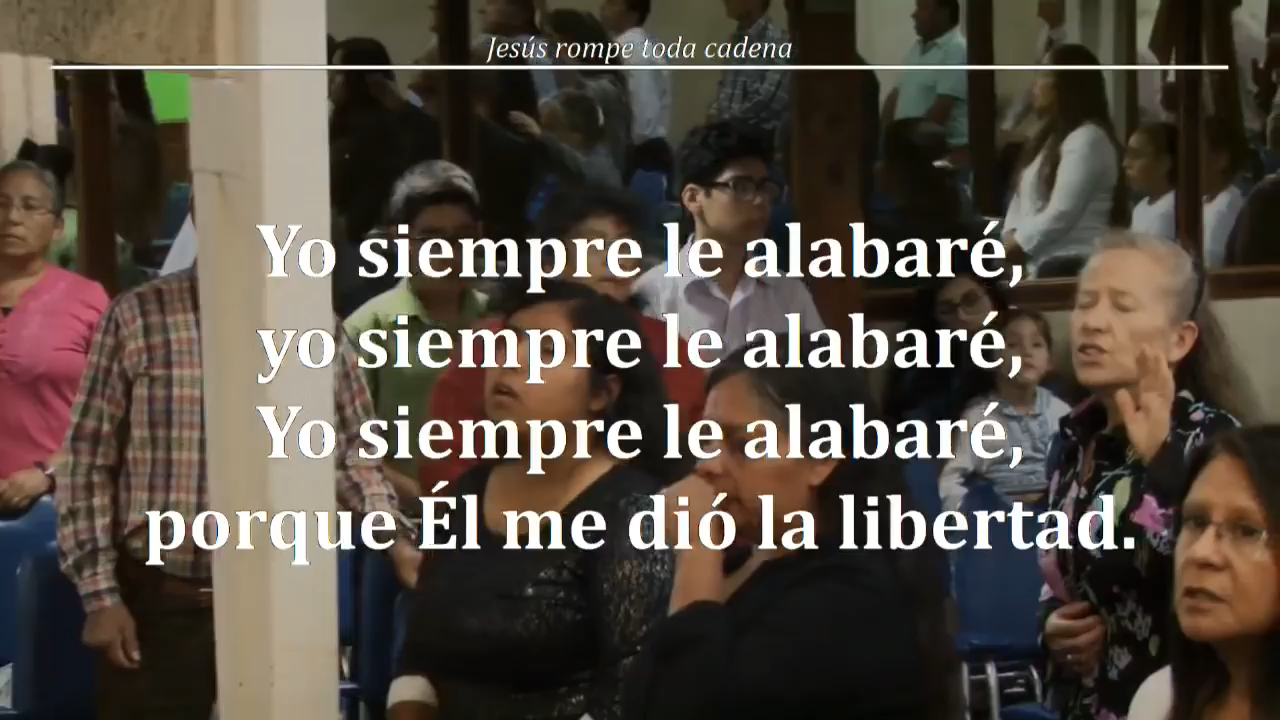 Jesús rompe toda cadena
Yo siempre le alabaré,
yo siempre le alabaré,
Yo siempre le alabaré,
porque Él me dió la libertad.